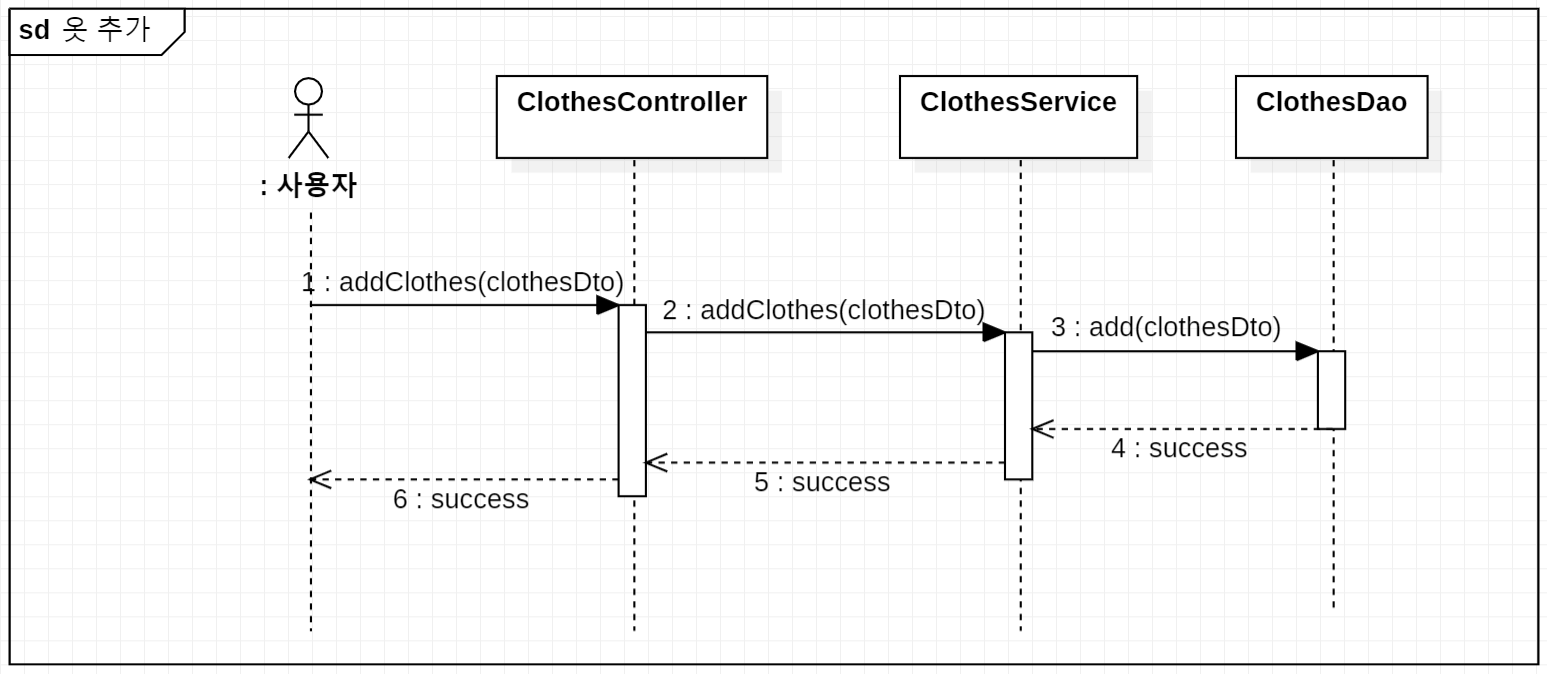 sd 옷 추가
ClothesController
ClothesService
ClothesDao
: 사용자
1 : addClothes(clothesDto)
2 : addClothes(clothesDto)
3 : add(clothesDto)
4 : success
5 : success
6 : success